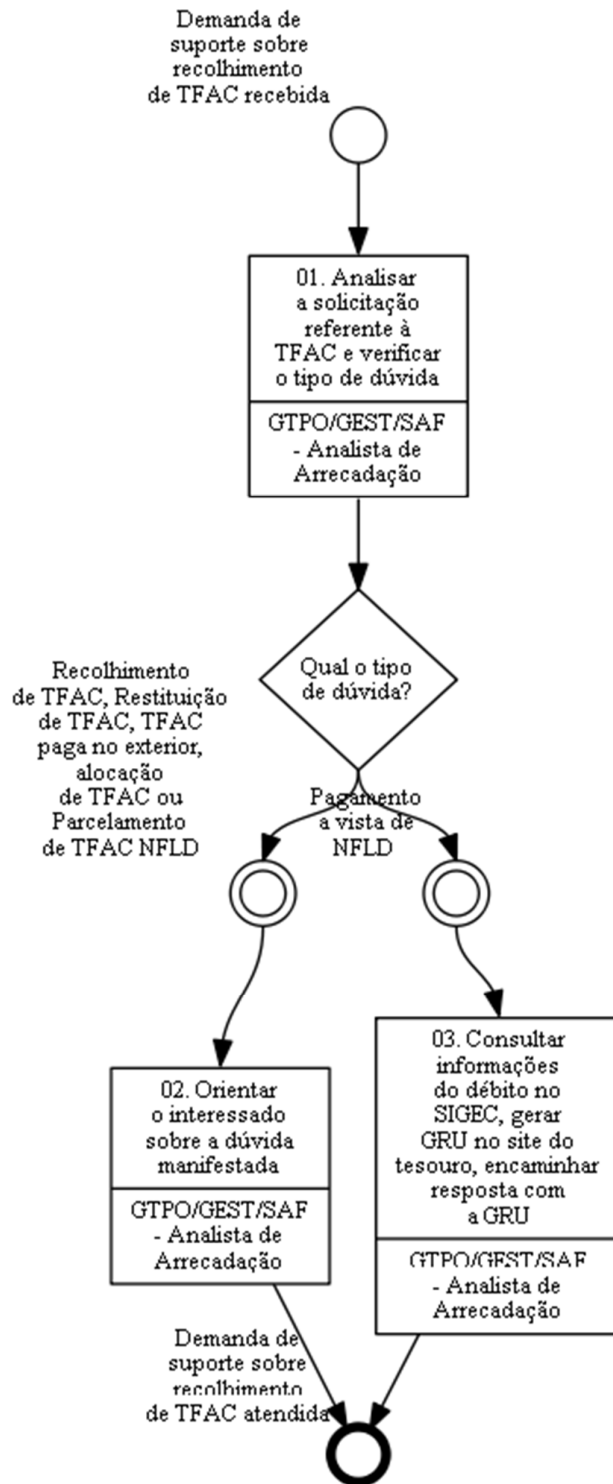 Demanda de
suporte sobre
recolhimento
de TFAC recebida
01. Analisar
a solicitação
referente à
TFAC e verificar
o tipo de dúvida
GTPO/GEST/SAF
- Analista de
Arrecadação
Qual o tipo
de dúvida?
Recolhimento
de TFAC, Restituição
de TFAC, TFAC
paga no exterior,
alocação
de TFAC ou
Parcelamento
de TFAC NFLD
Pagamento
a vista de
NFLD
02. Orientar
o interessado
sobre a dúvida
manifestada
GTPO/GEST/SAF
- Analista de
Arrecadação
03. Consultar
informações
do débito no
SIGEC, gerar
GRU no site do
tesouro, encaminhar
resposta com
a GRU
GTPO/GEST/SAF
- Analista de
Arrecadação
Demanda de
suporte sobre
recolhimento
de TFAC atendida